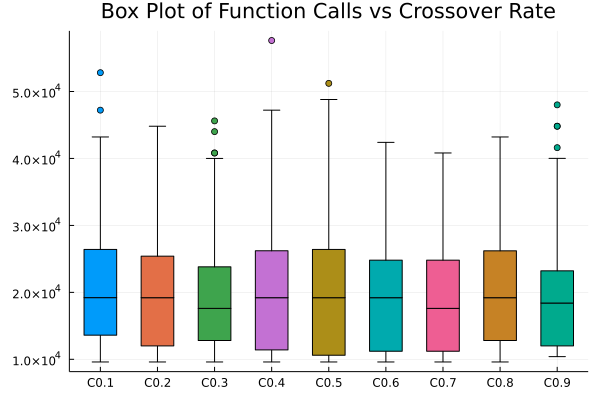 Box Plot of Function Calls vs Crossover Rate
5.0×10⁴
4.0×10⁴
3.0×10⁴
2.0×10⁴
1.0×10⁴
C0.1 C0.2 C0.3 C0.4 C0.5 C0.6 C0.7 C0.8 C0.9